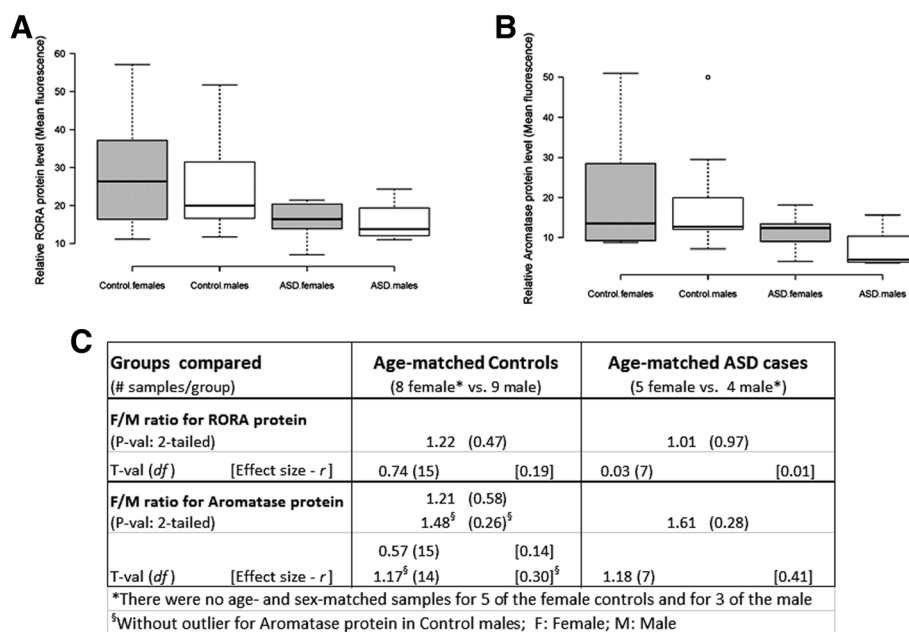 A
Relative RORA protein level (Mean fluorescence)
60
50
40
30
20
10
Control.females
Control.males
ASD.females
ASD.males
B
Relative Aromatase protein level (Mean fluorescence)
50
40
30
20
10
Control.females
Control.males
ASD.females
ASD.males
C
Groups compared Age-matched Controls Age-matched ASD cases
(# samples/group) (8 female* vs. 9 male) (5 female vs. 4 male*)
F/M ratio for RORA protein
(P-val: 2-tailed) 1.22 (0.47) 1.01 (0.97)
T-val (df) [Effect size - r] 0.74 (15) [0.19] 0.03 (7) [0.01]
F/M ratio for Aromatase protein 1.21 (0.58)
(P-val: 2-tailed) 1.48§ (0.26)§ 1.61 (0.28)
0.57 (15) [0.14]
T-val (df) [Effect size - r] 1.17§ (14) [0.30]§ 1.18 (7) [0.41]
*There were no age- and sex-matched samples for 5 of the female controls and for 3 of the male
§Without outlier for Aromatase protein in Control males; F: Female; M: Male